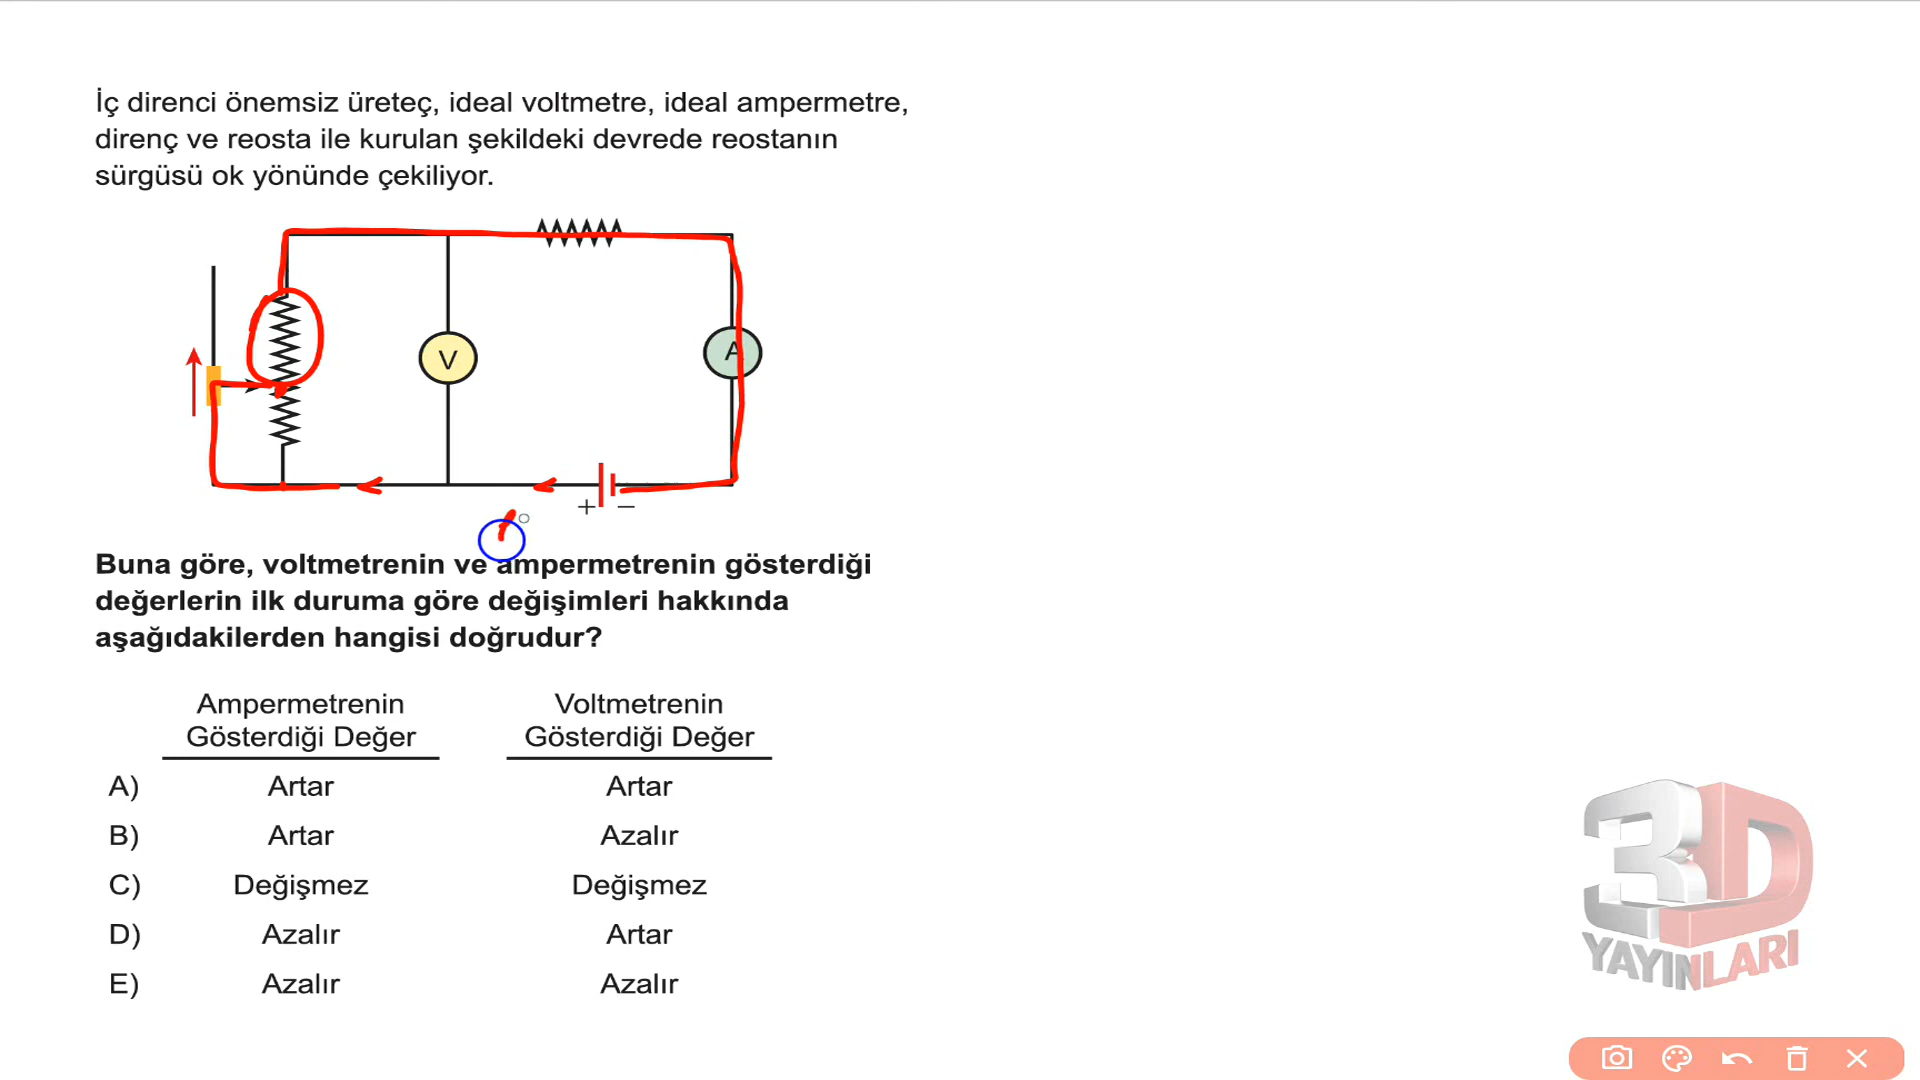 İç direnci önemsiz üreteç, ideal voltmetre, ideal ampermetre,
direnç ve reosta ile kurulan şekildeki devrede reostanın
sürgüsü ok yönünde çekiliyor.
V
A
+ −
Buna göre, voltmetrenin ve ampermetrenin gösterdiği
değerlerin ilk duruma göre değişimleri hakkında
aşağıdakilerden hangisi doğrudur?
Ampermetrenin Voltmetrenin
Gösterdiği Değer Gösterdiği Değer
A) Artar Artar
B) Artar Azalır
C) Değişmez Değişmez
D) Azalır Artar
E) Azalır Azalır
3D
YAYINLARI